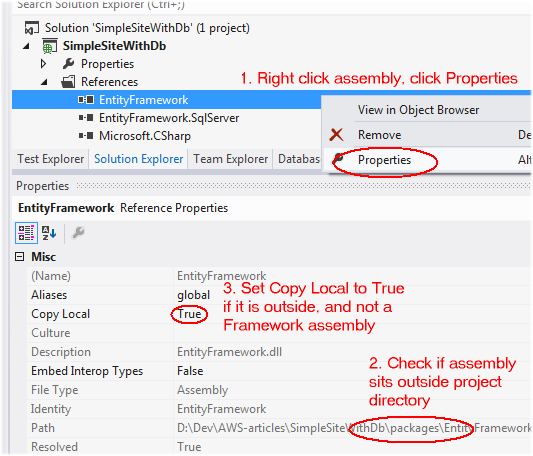 Search Solution Explorer (Ctrl+;)
Solution 'SimpleSiteWithDb' (1 project)
SimpleSiteWithDb
Properties
References
1. Right click assembly, click Properties
EntityFramework
EntityFramework.SqlServer
Microsoft.CSharp
View in Object Browser
Remove De
Properties Alt
Test Explorer Solution Explorer Team Explorer Databas
Properties
EntityFramework Reference Properties
Misc
(Name) EntityFramework
Aliases global
Copy Local True
3. Set Copy Local to True
if it is outside, and not a
Framework assembly
Culture
Description EntityFramework.dll
Embed Interop Types False
File Type Assembly
Identity EntityFramework
2. Check if assembly
sits outside project
directory
Path D:\Dev\AWS-articles\SimpleSiteWithDb\packages\EntityFramework
Resolved True